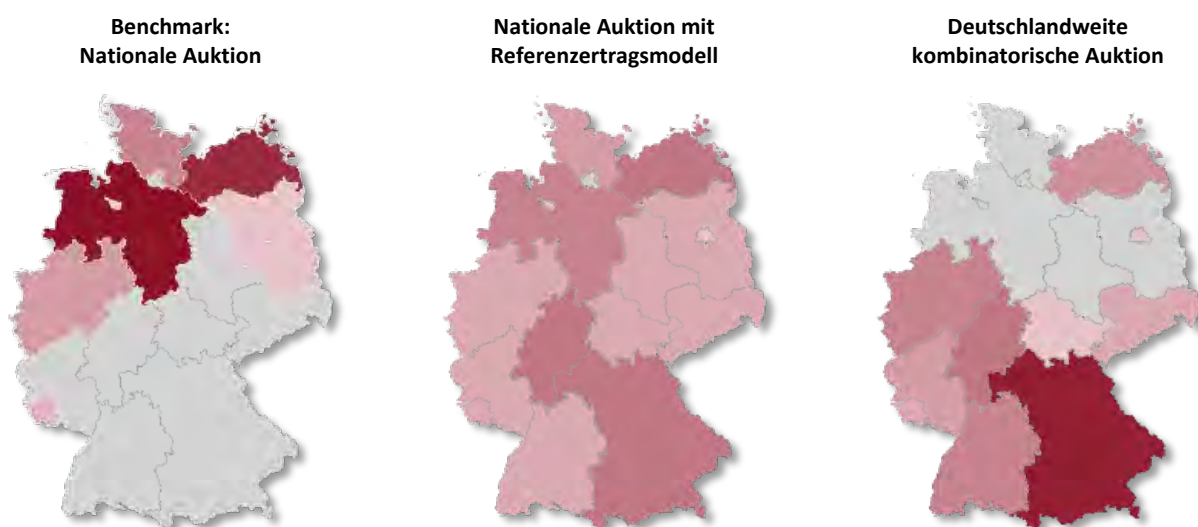 Benchmark:
Nationale Auktion
Nationale Auktion mit
Referenzertragsmodell
Deutschlandweite
kombinatorische Auktion